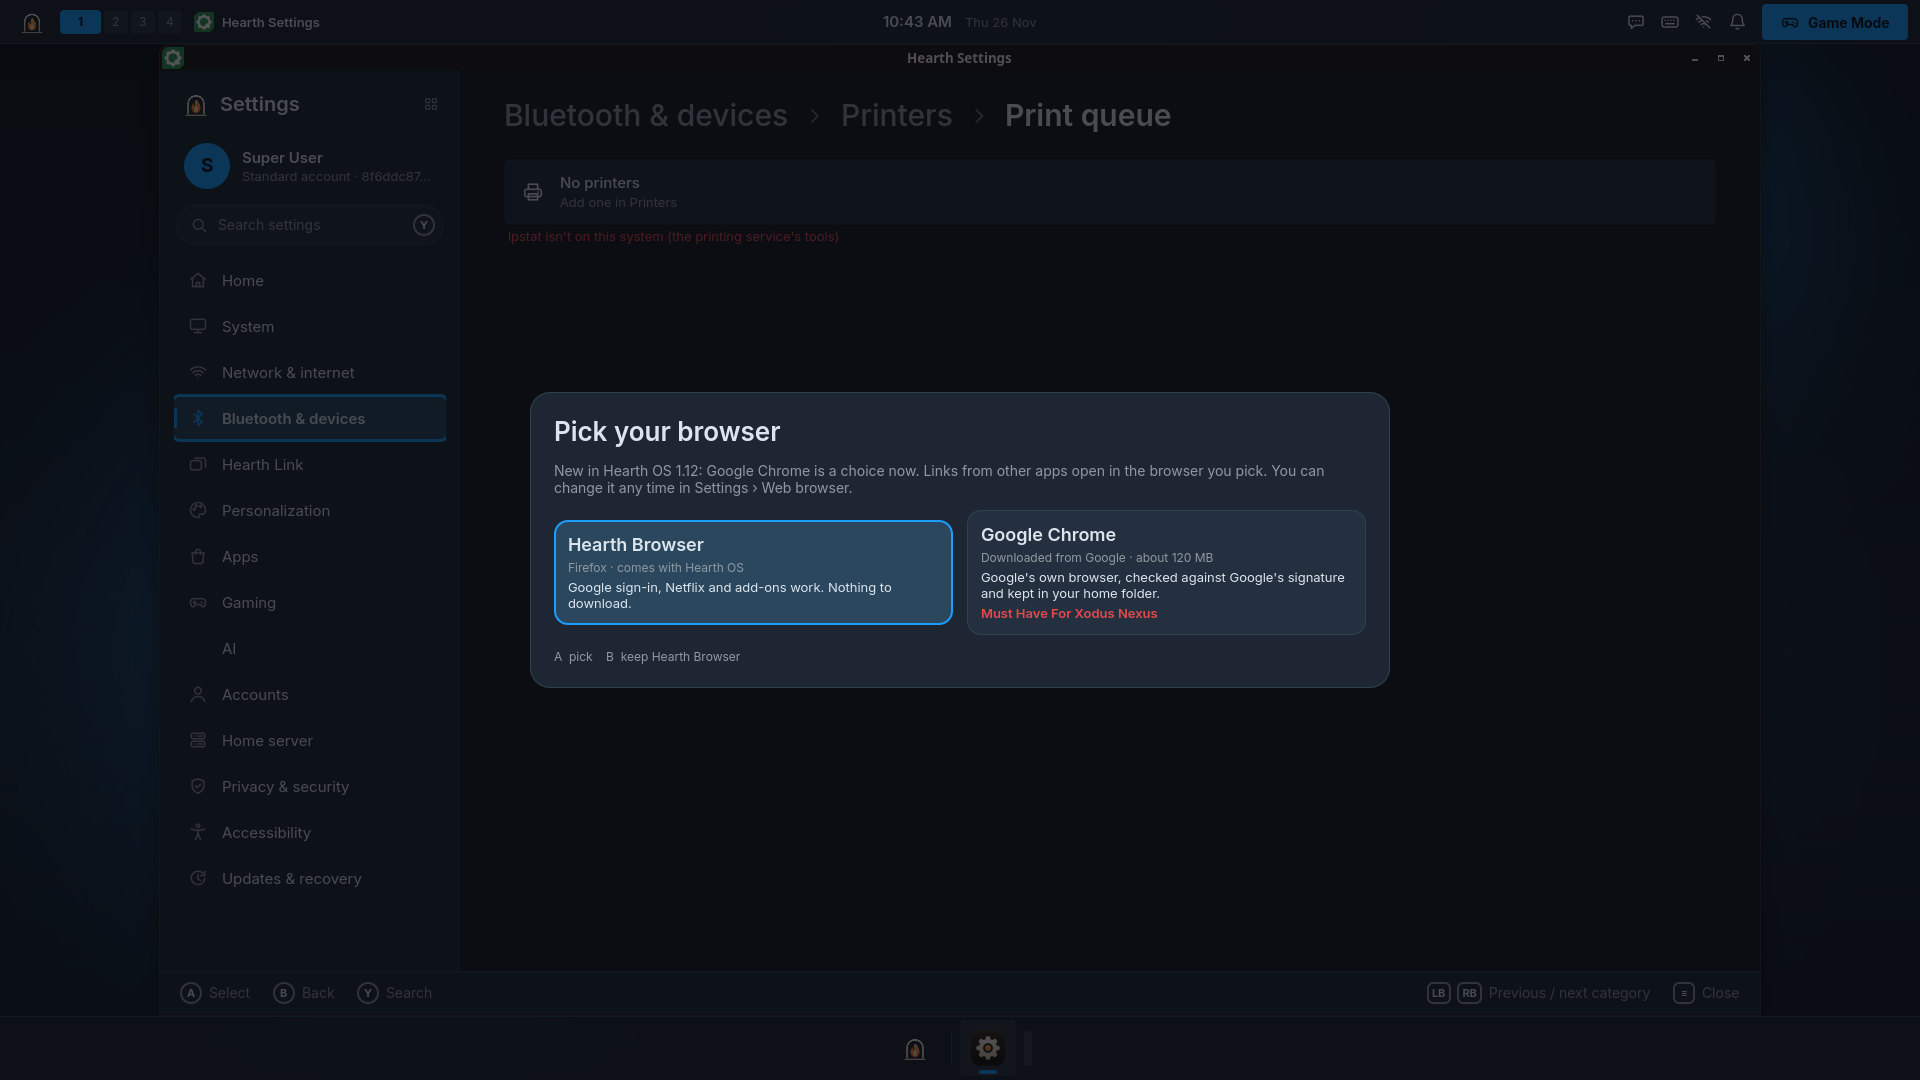 1
2
3
4
Hearth Settings
10:43 AM
Thu 26 Nov
Game Mode
Hearth Settings
Settings
S
Super User
Standard account · 8f6ddc87...
Search settings
Y
Home
System
Network & internet
Bluetooth & devices
Hearth Link
Personalization
Apps
Gaming
AI
Accounts
Home server
Privacy & security
Accessibility
Updates & recovery
Bluetooth & devices › Printers › Print queue
No printers
Add one in Printers
lpstat isn't on this system (the printing service's tools)
Pick your browser
New in Hearth OS 1.12: Google Chrome is a choice now. Links from other apps open in the browser you pick. You can
change it any time in Settings › Web browser.
Hearth Browser
Firefox · comes with Hearth OS
Google sign-in, Netflix and add-ons work. Nothing to
download.
Google Chrome
Downloaded from Google · about 120 MB
Google's own browser, checked against Google's signature
and kept in your home folder.
Must Have For Xodus Nexus
A pick B keep Hearth Browser
A Select B Back Y Search
LB RB Previous / next category ≡ Close